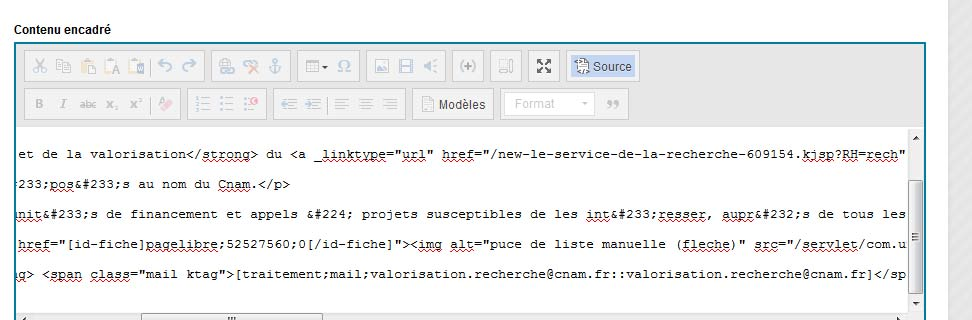 Contenu encadré
Source
B I abc x₂ x²
Modèles Format
et de la valorisation</strong> du <a _linktype="url" href="/new-le-service-de-la-recherche-609154.kjsp?RH=rech"
#233;pos&#233;s au nom du Cnam.</p>
unit&#233;s de financement et appels &#224; projets susceptibles de les int&#233;resser, aupr&#232;s de tous les
href="[id-fiche]pagelibre;52527560;0[/id-fiche]"><img alt="puce de liste manuelle (fleche)" src="/servlet/com.u
g> <span class="mail ktag">[traitement;mail;valorisation.recherche@cnam.fr::valorisation.recherche@cnam.fr]</sp